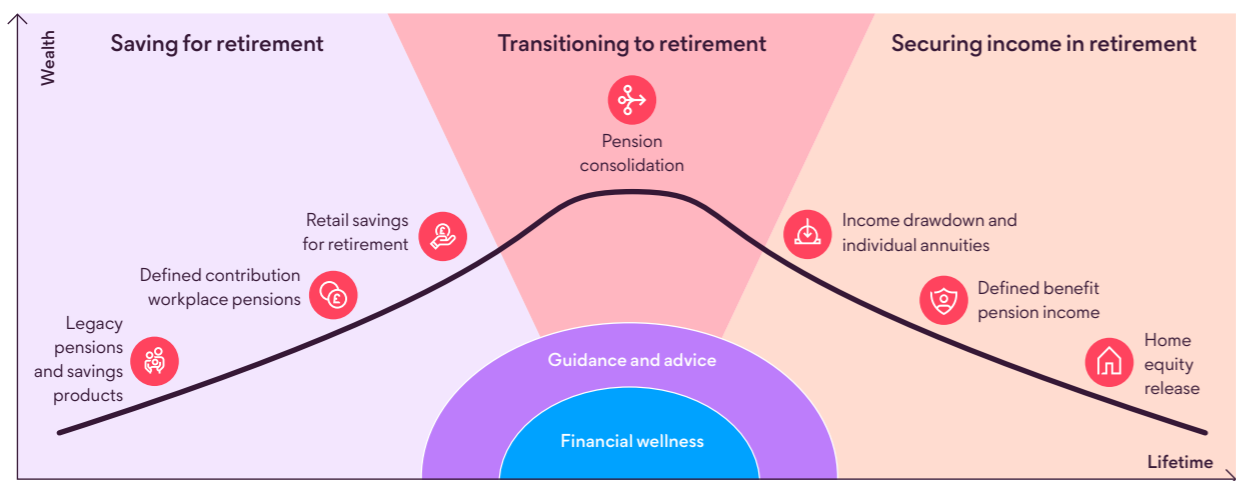 Wealth
Saving for retirement
Transitioning to retirement
Securing income in retirement
Pension
consolidation
Retail savings
for retirement
Defined contribution
workplace pensions
Legacy
pensions
and savings
products
Income drawdown and
individual annuities
Defined benefit
pension income
Home
equity
release
Guidance and advice
Financial wellness
Lifetime